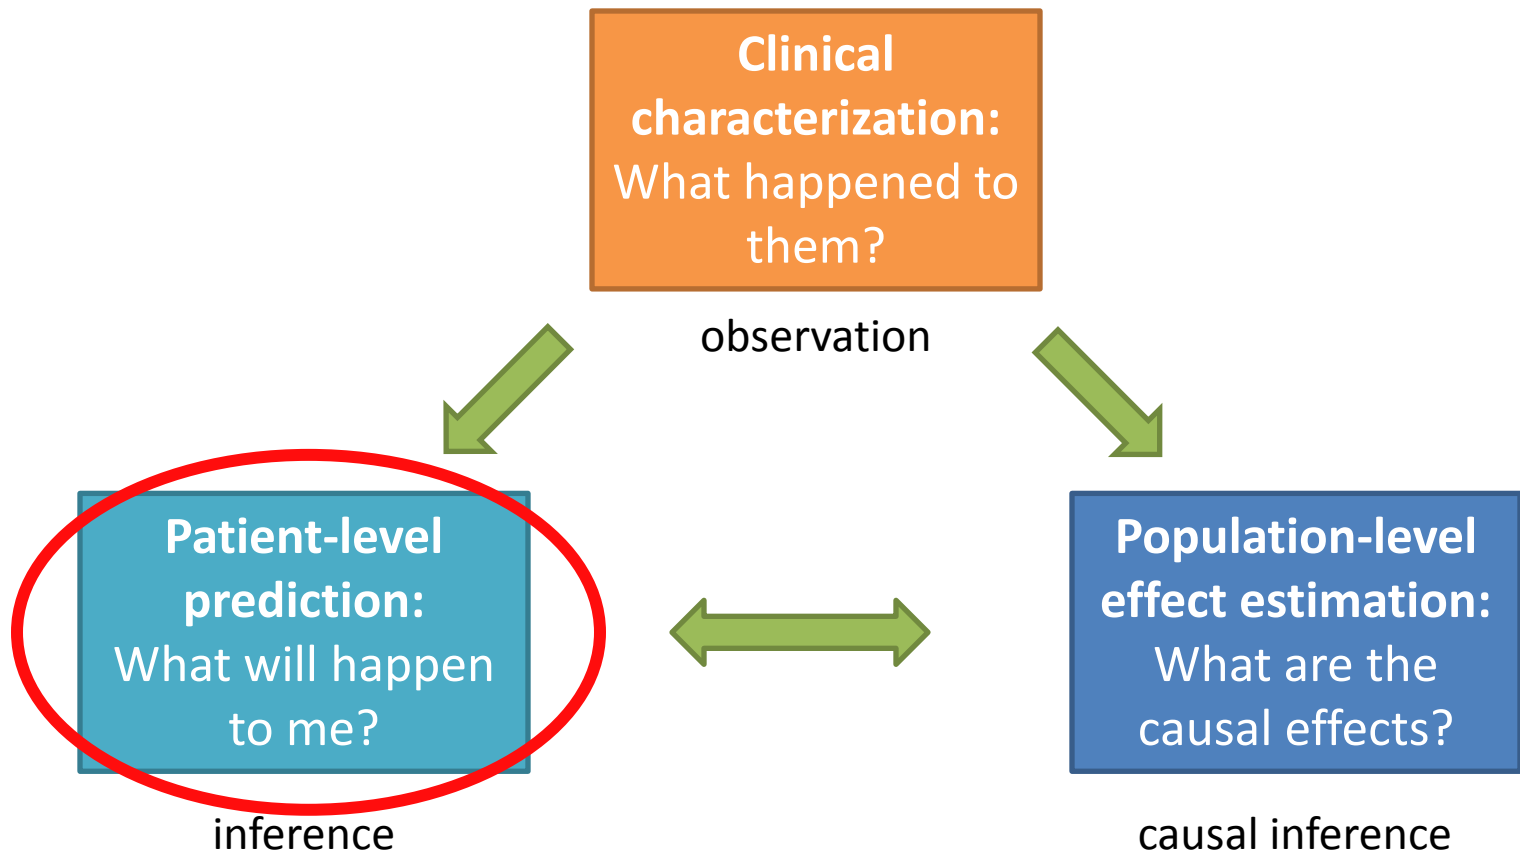 Clinical
characterization:
What happened to
them?
observation
Patient-level
prediction:
What will happen
to me?
inference
Population-level
effect estimation:
What are the
causal effects?
causal inference